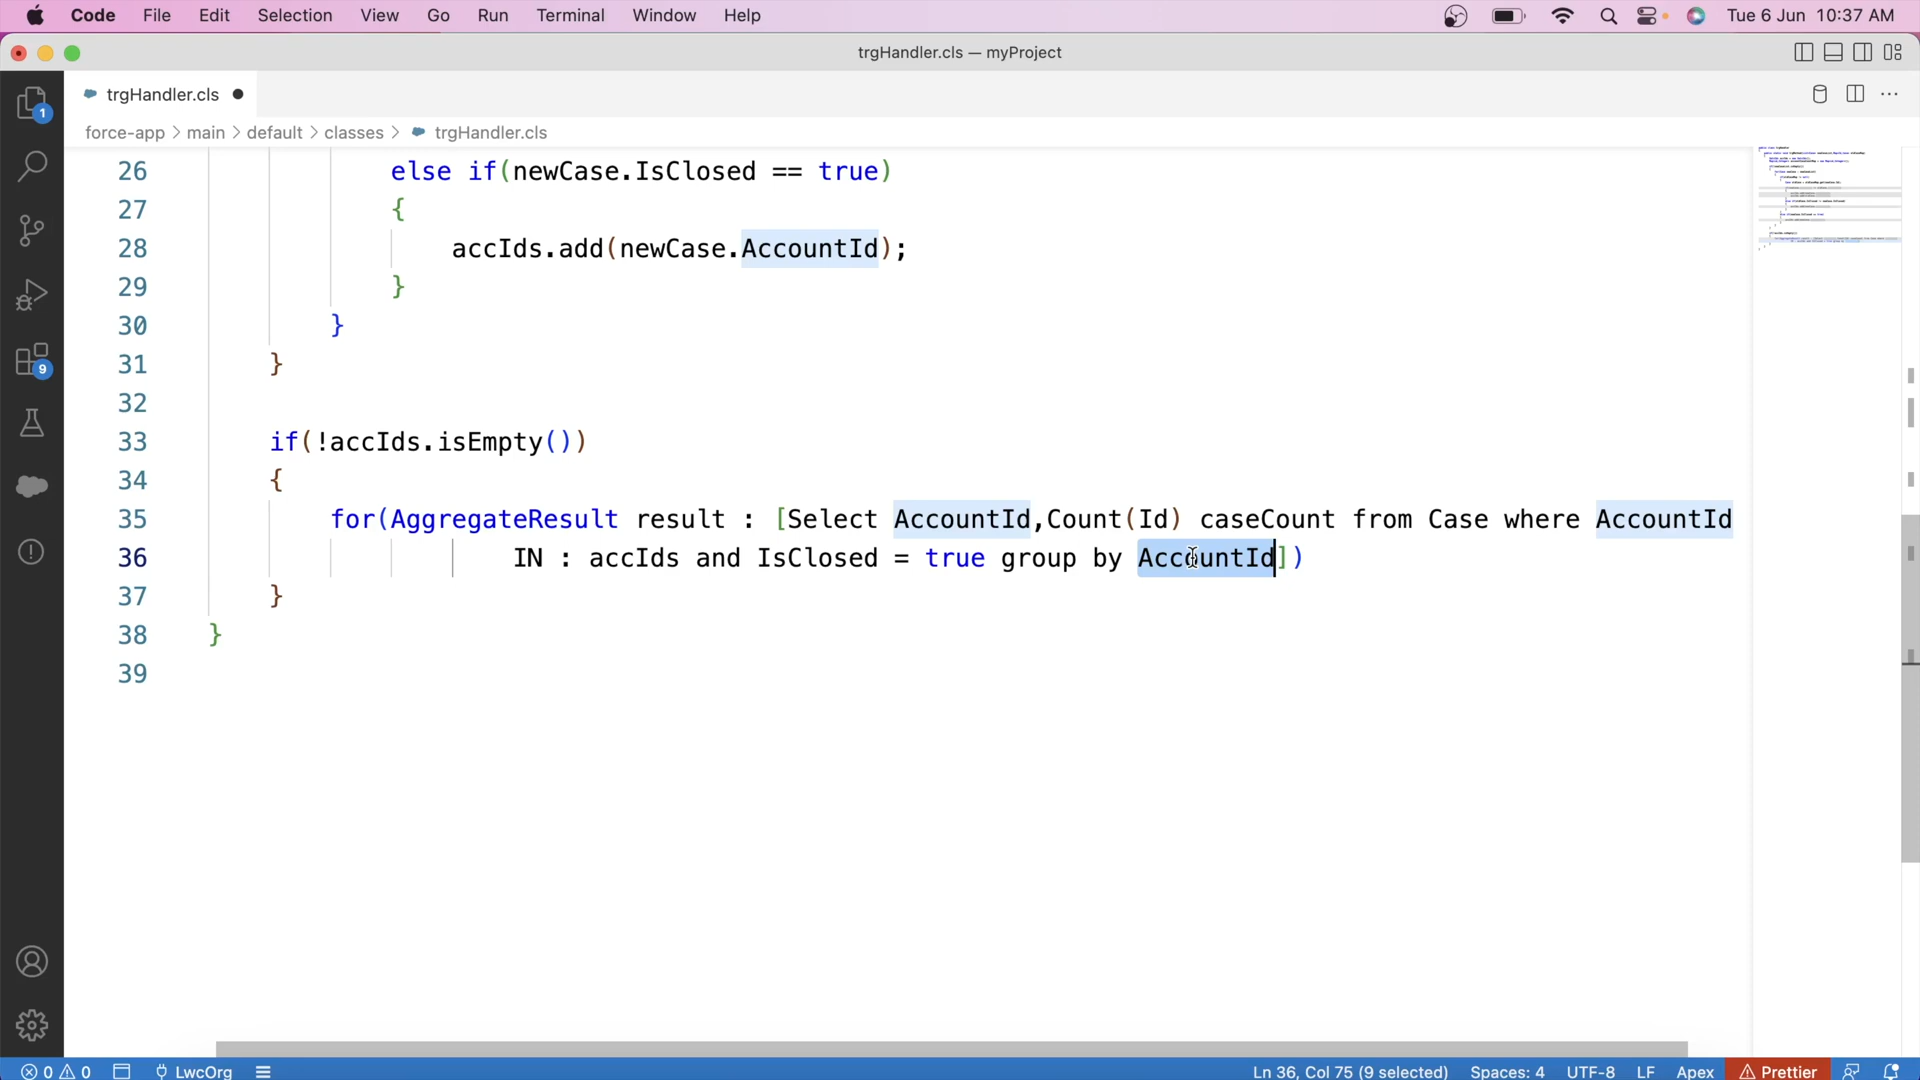 Code File Edit Selection View Go Run Terminal Window Help Tue 6 Jun 10:37 AM
trgHandler.cls — myProject
trgHandler.cls
force-app > main > default > classes > trgHandler.cls
26 else if(newCase.IsClosed == true)
27 {
28 accIds.add(newCase.AccountId);
29 }
30 }
31 }
32
33 if(!accIds.isEmpty())
34 {
35 for(AggregateResult result : [Select AccountId,Count(Id) caseCount from Case where AccountId
36 IN : accIds and IsClosed = true group by AccountId])
37 }
38 }
39
1
9
0 0 LwcOrg Ln 36, Col 75 (9 selected) Spaces: 4 UTF-8 LF Apex Prettier